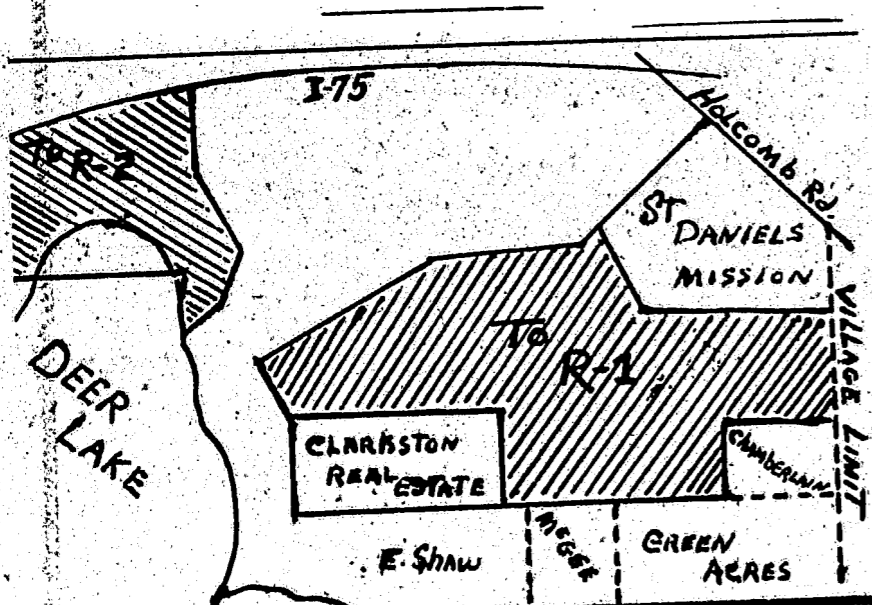 I-75
HOLCOMB Rd.
TO R-2
ST
DANIELS
MISSION
VILLAGE LIMIT
TO
R-1
DEER
LAKE
CLARKSTON
REAL ESTATE
CHAMBERLAIN
E. SHAW
McGEE
GREEN
ACRES